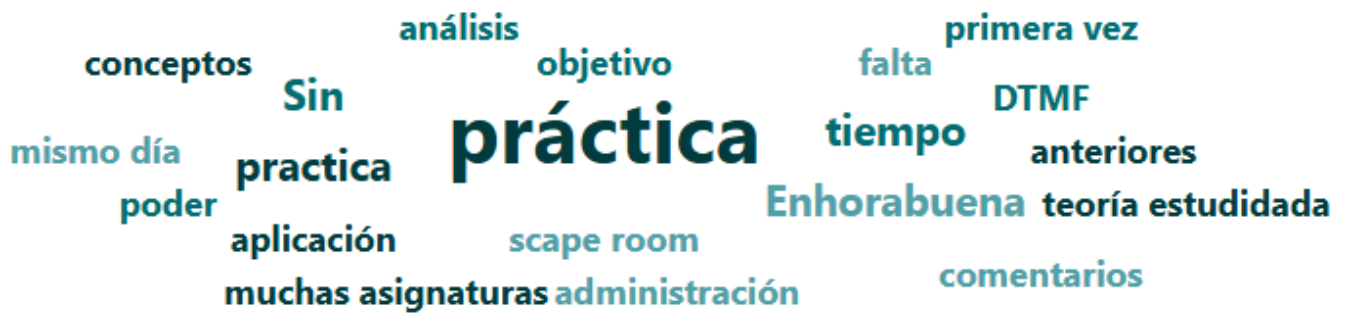 análisis
primera vez
conceptos
objetivo
falta
Sin
DTMF
práctica
tiempo
mismo día
practica
anteriores
poder
Enhorabuena
teoría estudidada
aplicación
scape room
muchas asignaturas
administración
comentarios